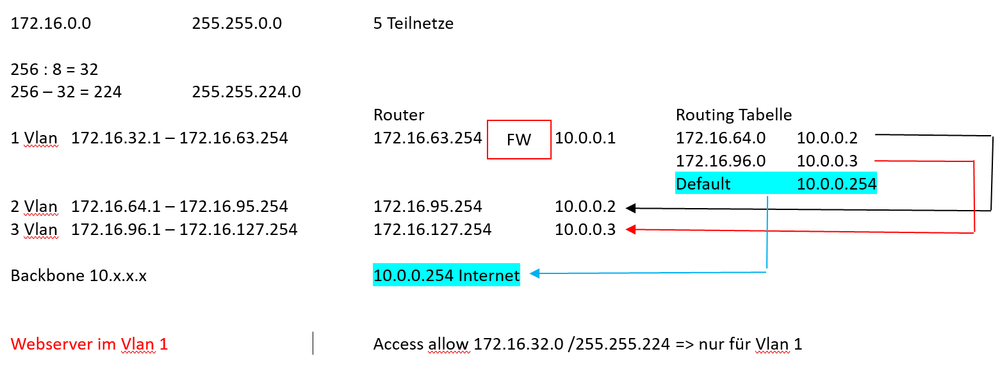 172.16.0.0 255.255.0.0 5 Teilnetze
256 : 8 = 32
256 – 32 = 224 255.255.224.0
Router Routing Tabelle
1 Vlan 172.16.32.1 – 172.16.63.254 172.16.63.254 FW 10.0.0.1 172.16.64.0 10.0.0.2
172.16.96.0 10.0.0.3
Default 10.0.0.254
2 Vlan 172.16.64.1 – 172.16.95.254 172.16.95.254 10.0.0.2
3 Vlan 172.16.96.1 – 172.16.127.254 172.16.127.254 10.0.0.3
Backbone 10.x.x.x 10.0.0.254 Internet
Webserver im Vlan 1 Access allow 172.16.32.0 /255.255.224 => nur für Vlan 1